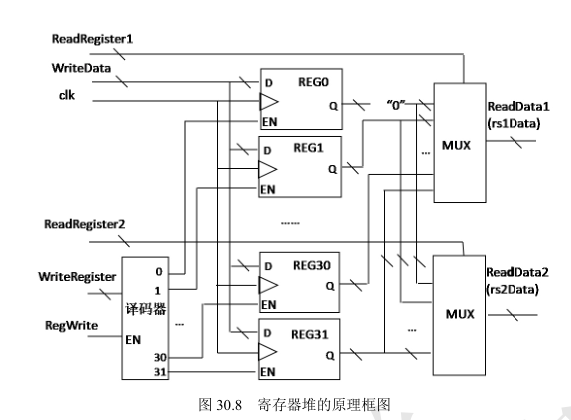 ReadRegister1
WriteData
clk
D
REG0
Q
EN
"0"
MUX
ReadData1
(rs1Data)
...
D
REG1
Q
EN
......
ReadRegister2
WriteRegister
RegWrite
译码器
EN
0
1
...
30
31
D
REG30
Q
EN
D
REG31
Q
EN
MUX
ReadData2
(rs2Data)
...
图 30.8 寄存器堆的原理框图